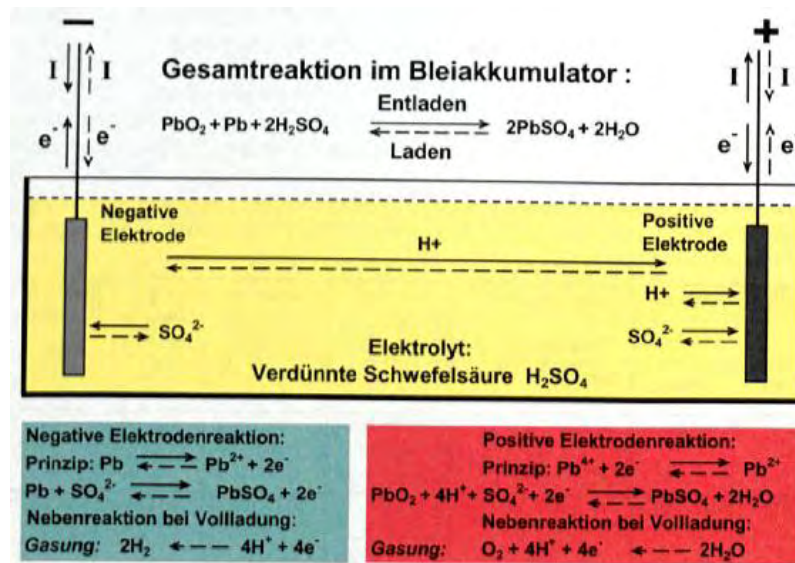 − +
I I I I
Gesamtreaktion im Bleiakkumulator :
Entladen
PbO₂ + Pb + 2H₂SO₄ 2PbSO₄ + 2H₂O
Laden
e⁻ e⁻ e⁻ e
Negative
Elektrode
Positive
Elektrode
H+
H+
SO₄²⁻ SO₄²⁻
Elektrolyt:
Verdünnte Schwefelsäure H₂SO₄
Negative Elektrodenreaktion:
Prinzip: Pb Pb²⁺ + 2e⁻
Pb + SO₄²⁻ PbSO₄ + 2e⁻
Nebenreaktion bei Vollladung:
Gasung: 2H₂ 4H⁺ + 4e⁻
Positive Elektrodenreaktion:
Prinzip: Pb⁴⁺ + 2e⁻ Pb²⁺
PbO₂ + 4H⁺ + SO₄²⁻ + 2e⁻ PbSO₄ + 2H₂O
Nebenreaktion bei Vollladung:
Gasung: O₂ + 4H⁺ + 4e⁻ 2H₂O